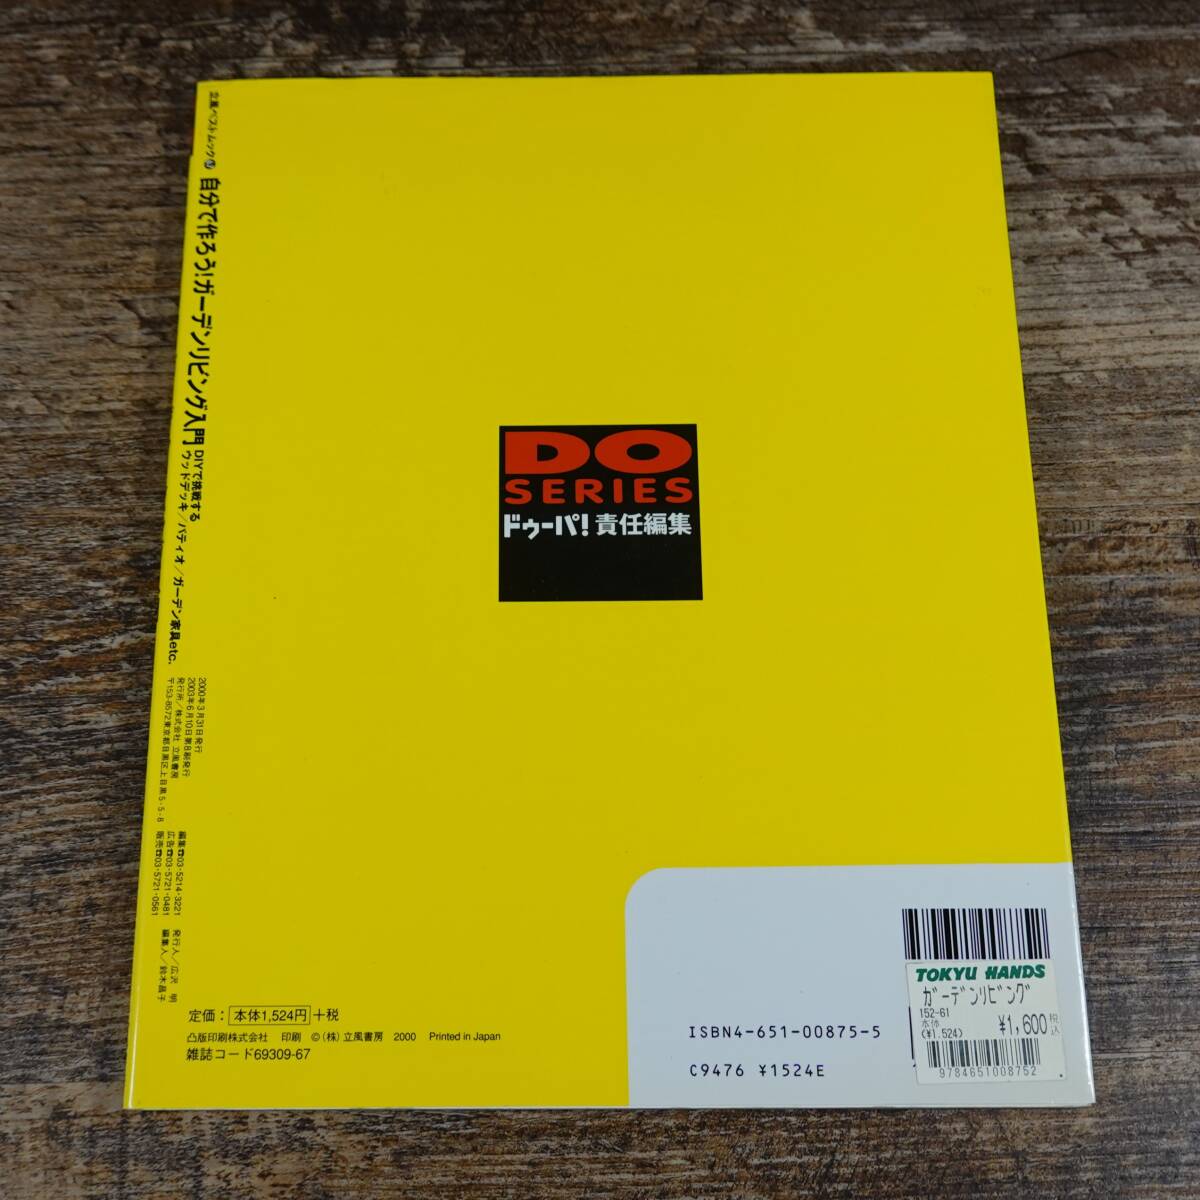 立風ベストムック
自分で作ろう!ガーデンリビング入門
DIYで挑戦する
ウッドデッキ/パティオ/ガーデン家具etc.
2000年3月31日発行
2003年6月10日第8刷発行
発行所/株式会社 立風書房
〒153-8572東京都目黒区上目黒5-5-8
編集☎03-5214-3221
広告☎03-5721-0481
販売☎03-5721-0561
発行人/広沢 明
編集人/鈴木昌子
DO
SERIES
ドゥーパ!責任編集
定価:本体1,524円+税
凸版印刷株式会社 印刷 ©(株)立風書房 2000 Printed in Japan
雑誌コード69309-67
ISBN4-651-00875-5
C9476 ¥1524E
TOKYU HANDS
ガーデンリビング
152-61
本体
(¥1,524)
¥1,600税込
9784651008752